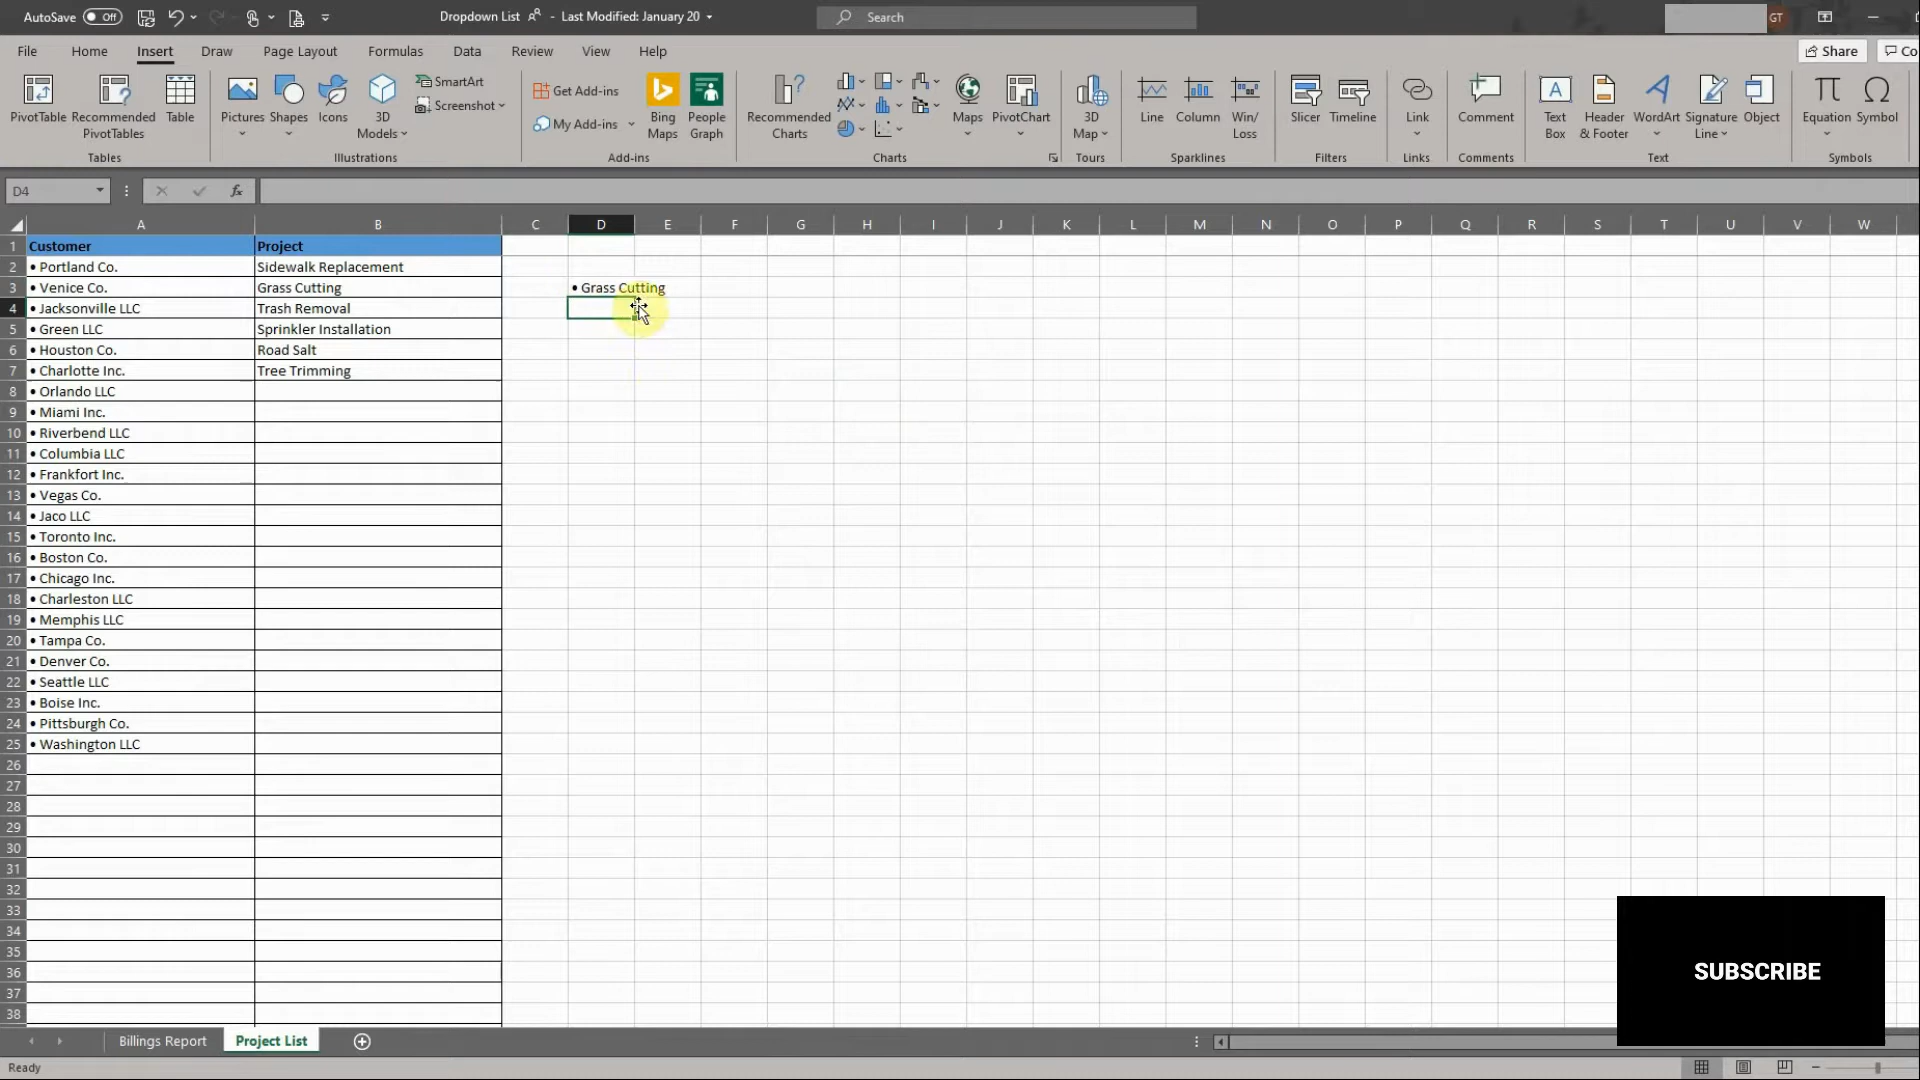 AutoSave Off Dropdown List - Last Modified: January 20 Search GT
File Home Insert Draw Page Layout Formulas Data Review View Help Share Co
PivotTable Recommended PivotTables Table
Tables
Pictures Shapes Icons 3D Models SmartArt Screenshot
Illustrations
Get Add-ins My Add-ins Bing Maps People Graph
Add-ins
Recommended Charts Maps PivotChart
Charts
3D Map
Tours
Line Column Win/Loss
Sparklines
Slicer Timeline
Filters
Link
Links
Comment
Comments
Text Box Header & Footer WordArt Signature Line Object
Text
Equation Symbol
Symbols
D4 fx
A B C D E F G H I J K L M N O P Q R S T U V W
1 Customer Project
2 • Portland Co. Sidewalk Replacement
3 • Venice Co. Grass Cutting • Grass Cutting
4 • Jacksonville LLC Trash Removal
5 • Green LLC Sprinkler Installation
6 • Houston Co. Road Salt
7 • Charlotte Inc. Tree Trimming
8 • Orlando LLC
9 • Miami Inc.
10 • Riverbend LLC
11 • Columbia LLC
12 • Frankfort Inc.
13 • Vegas Co.
14 • Jaco LLC
15 • Toronto Inc.
16 • Boston Co.
17 • Chicago Inc.
18 • Charleston LLC
19 • Memphis LLC
20 • Tampa Co.
21 • Denver Co.
22 • Seattle LLC
23 • Boise Inc.
24 • Pittsburgh Co.
25 • Washington LLC
26
27
28
29
30
31
32
33
34
35
36
37
38
SUBSCRIBE
Billings Report Project List
Ready